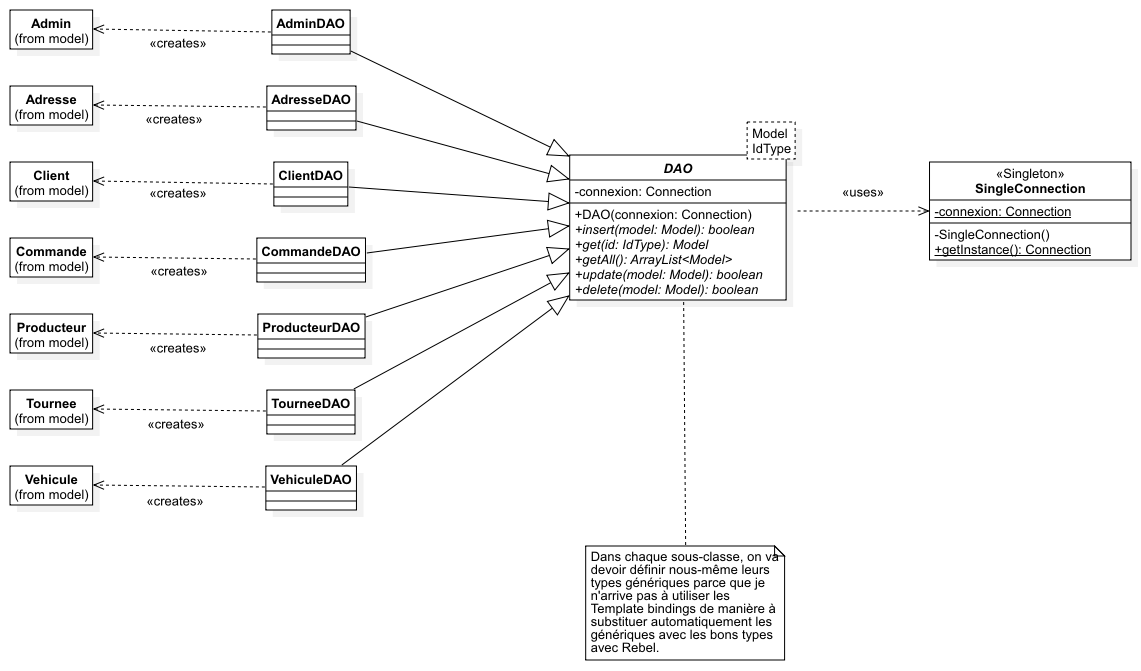 Admin
(from model)
«creates»
AdminDAO
Adresse
(from model)
«creates»
AdresseDAO
Client
(from model)
«creates»
ClientDAO
Commande
(from model)
«creates»
CommandeDAO
Producteur
(from model)
«creates»
ProducteurDAO
Tournee
(from model)
«creates»
TourneeDAO
Vehicule
(from model)
«creates»
VehiculeDAO
Model
IdType
DAO
-connexion: Connection
+DAO(connexion: Connection)
+insert(model: Model): boolean
+get(id: IdType): Model
+getAll(): ArrayList<Model>
+update(model: Model): boolean
+delete(model: Model): boolean
«uses»
«Singleton»
SingleConnection
-connexion: Connection
-SingleConnection()
+getInstance(): Connection
Dans chaque sous-classe, on va
devoir définir nous-même leurs
types génériques parce que je
n'arrive pas à utiliser les
Template bindings de manière à
substituer automatiquement les
génériques avec les bons types
avec Rebel.